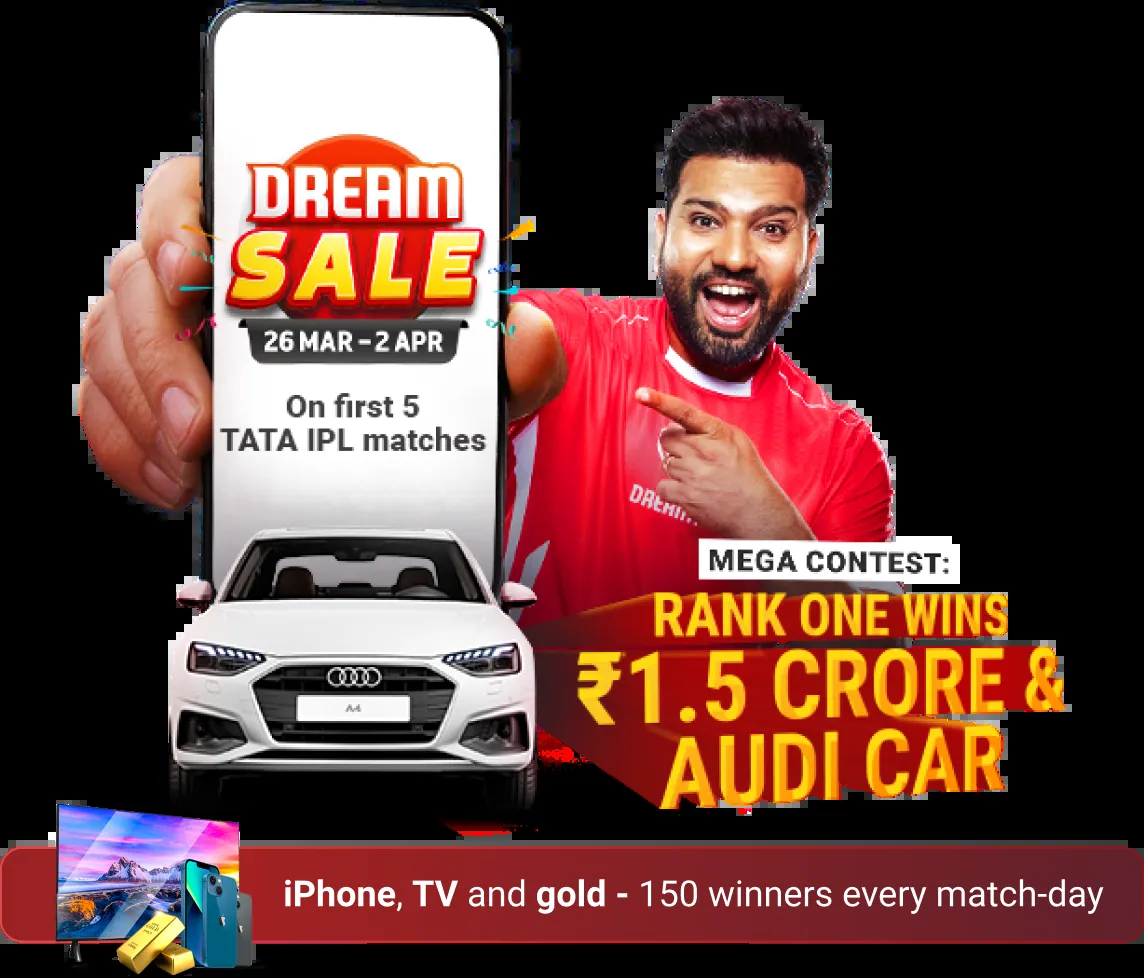 DREAM
SALE
26 MAR – 2 APR
On first 5
TATA IPL matches
DREAM
A4
MEGA CONTEST:
RANK ONE WINS
₹1.5 CRORE &
AUDI CAR
iPhone, TV and gold - 150 winners every match-day